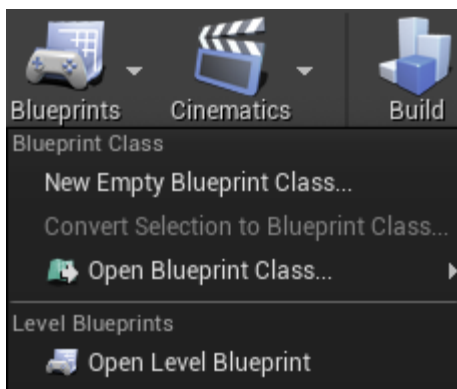 Blueprints Cinematics Build
Blueprint Class
New Empty Blueprint Class...
Convert Selection to Blueprint Class...
Open Blueprint Class...
Level Blueprints
Open Level Blueprint